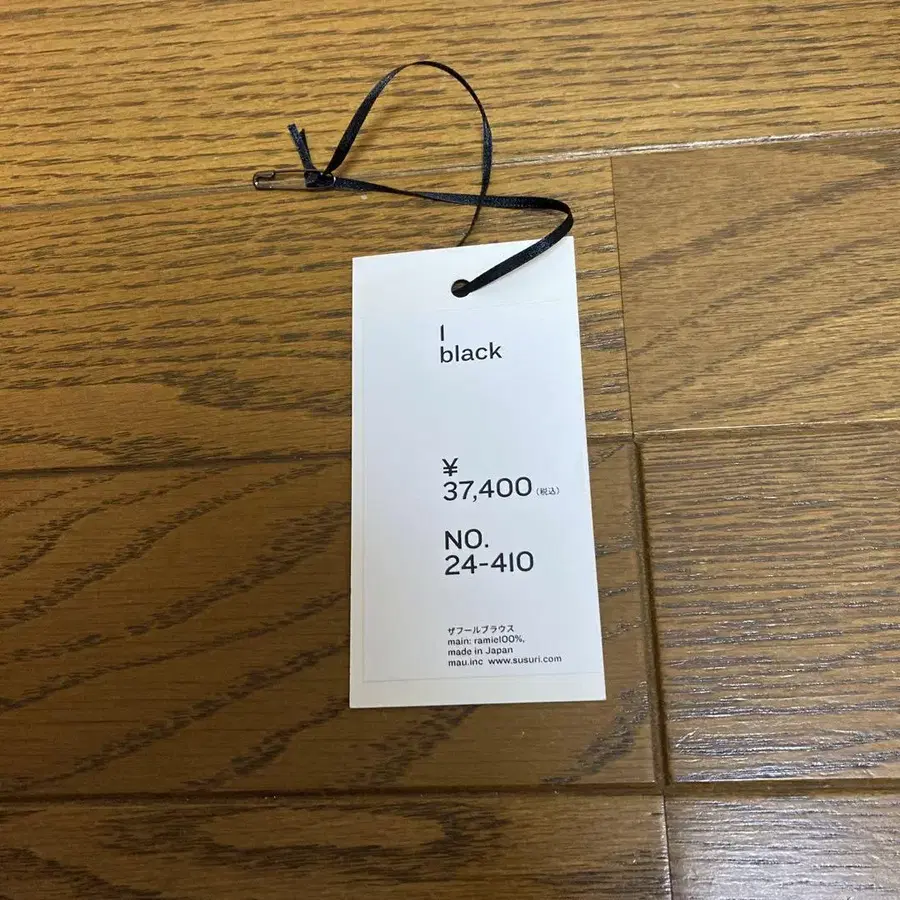 1
black
¥
37,400(税込)
NO.
24-410
ザフールブラウス
main: ramie100%,
made in Japan
mau.inc www.susuri.com